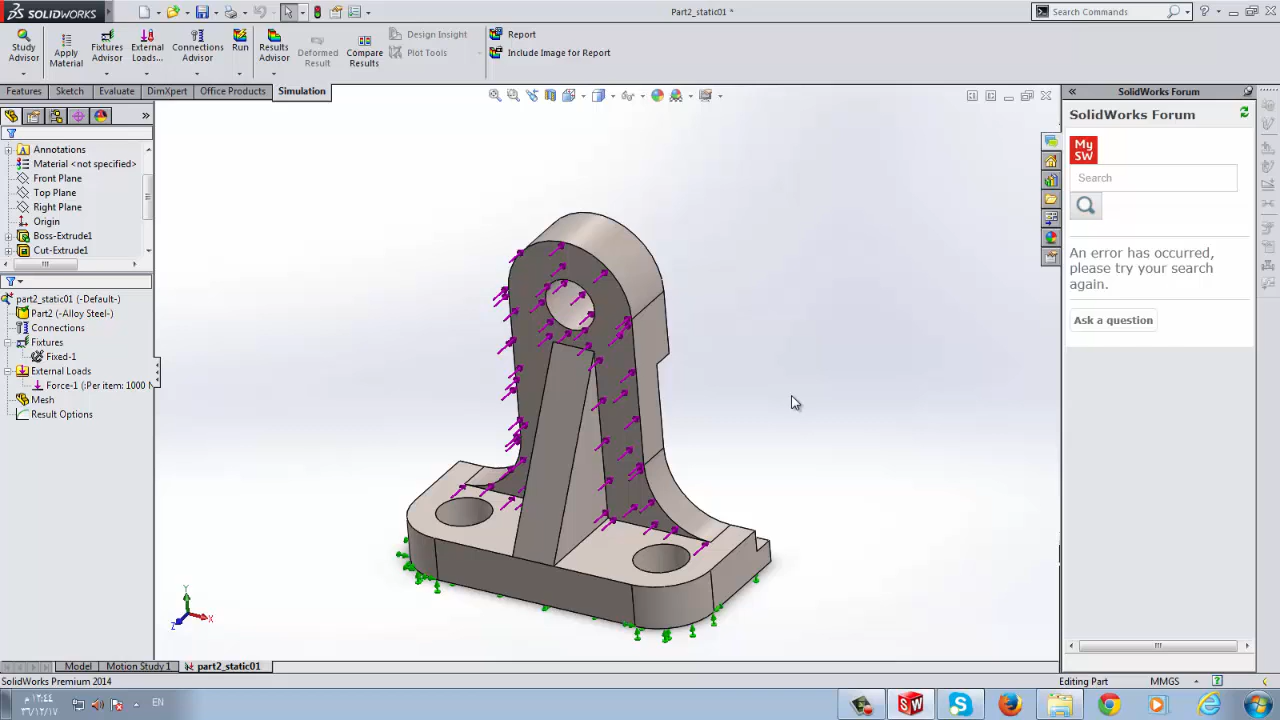 SOLIDWORKS
Part2_static01 *
Search Commands
Study Advisor
Apply Material
Fixtures Advisor
External Loads...
Connections Advisor
Run
Results Advisor
Deformed Result
Compare Results
Design Insight
Plot Tools
Report
Include Image for Report
Features
Sketch
Evaluate
DimXpert
Office Products
Simulation
Annotations
Material <not specified>
Front Plane
Top Plane
Right Plane
Origin
Boss-Extrude1
Cut-Extrude1
part2_static01 (-Default-)
Part2 (-Alloy Steel-)
Connections
Fixtures
Fixed-1
External Loads
Force-1 (:Per item: 1000 N
Mesh
Result Options
Y
X
Z
SolidWorks Forum
SolidWorks Forum
My
SW
Search
An error has occurred,
please try your search
again.
Ask a question
Model
Motion Study 1
part2_static01
SolidWorks Premium 2014
Editing Part
MMGS
١٢:٤٤ م
٣٦/١٢/١٧
EN